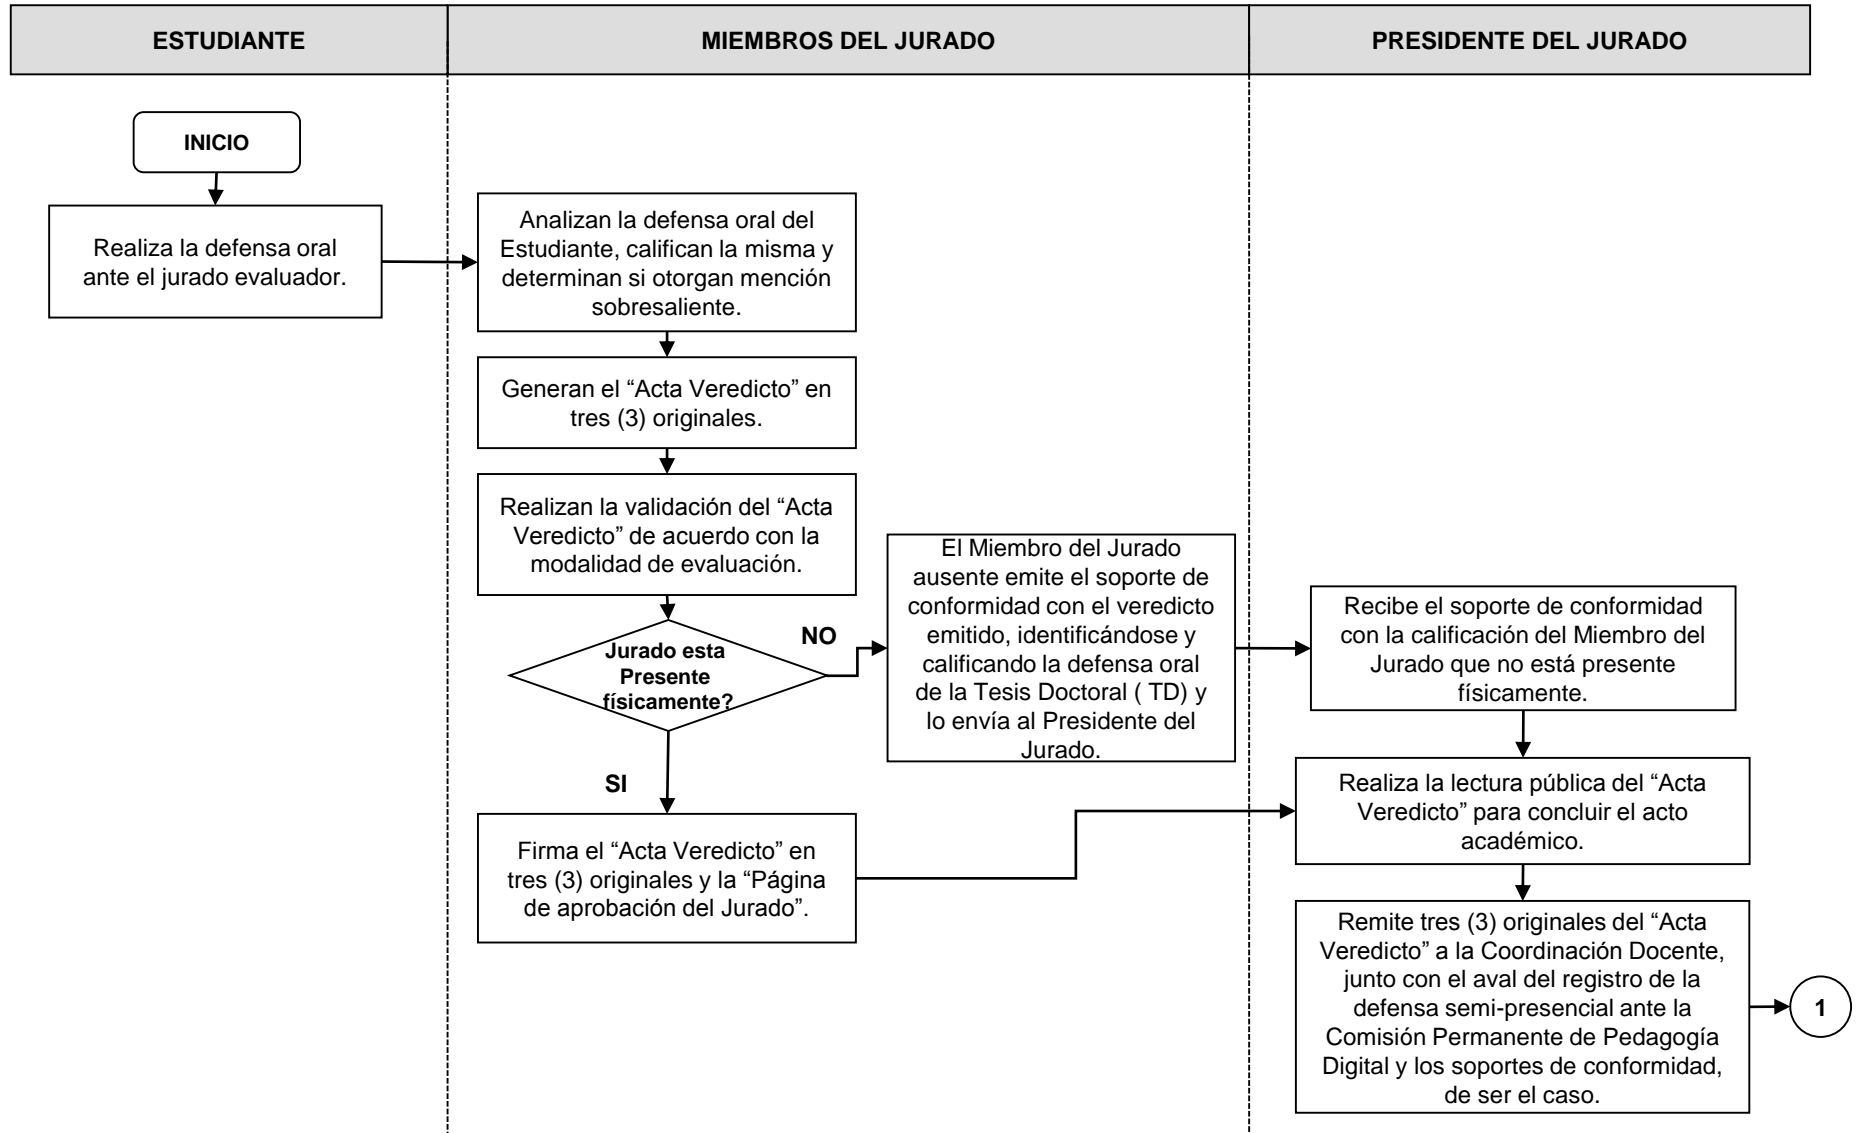 ESTUDIANTE
MIEMBROS DEL JURADO
PRESIDENTE DEL JURADO
INICIO
Realiza la defensa oral
ante el jurado evaluador.
Analizan la defensa oral del
Estudiante, califican la misma y
determinan si otorgan mención
sobresaliente.
Generan el “Acta Veredicto” en
tres (3) originales.
Realizan la validación del “Acta
Veredicto” de acuerdo con la
modalidad de evaluación.
Jurado esta
Presente
físicamente?
NO
SI
El Miembro del Jurado
ausente emite el soporte de
conformidad con el veredicto
emitido, identificándose y
calificando la defensa oral
de la Tesis Doctoral ( TD) y
lo envía al Presidente del
Jurado.
Firma el “Acta Veredicto” en
tres (3) originales y la “Página
de aprobación del Jurado”.
Recibe el soporte de conformidad
con la calificación del Miembro del
Jurado que no está presente
físicamente.
Realiza la lectura pública del “Acta
Veredicto” para concluir el acto
académico.
Remite tres (3) originales del “Acta
Veredicto” a la Coordinación Docente,
junto con el aval del registro de la
defensa semi-presencial ante la
Comisión Permanente de Pedagogía
Digital y los soportes de conformidad,
de ser el caso.
1